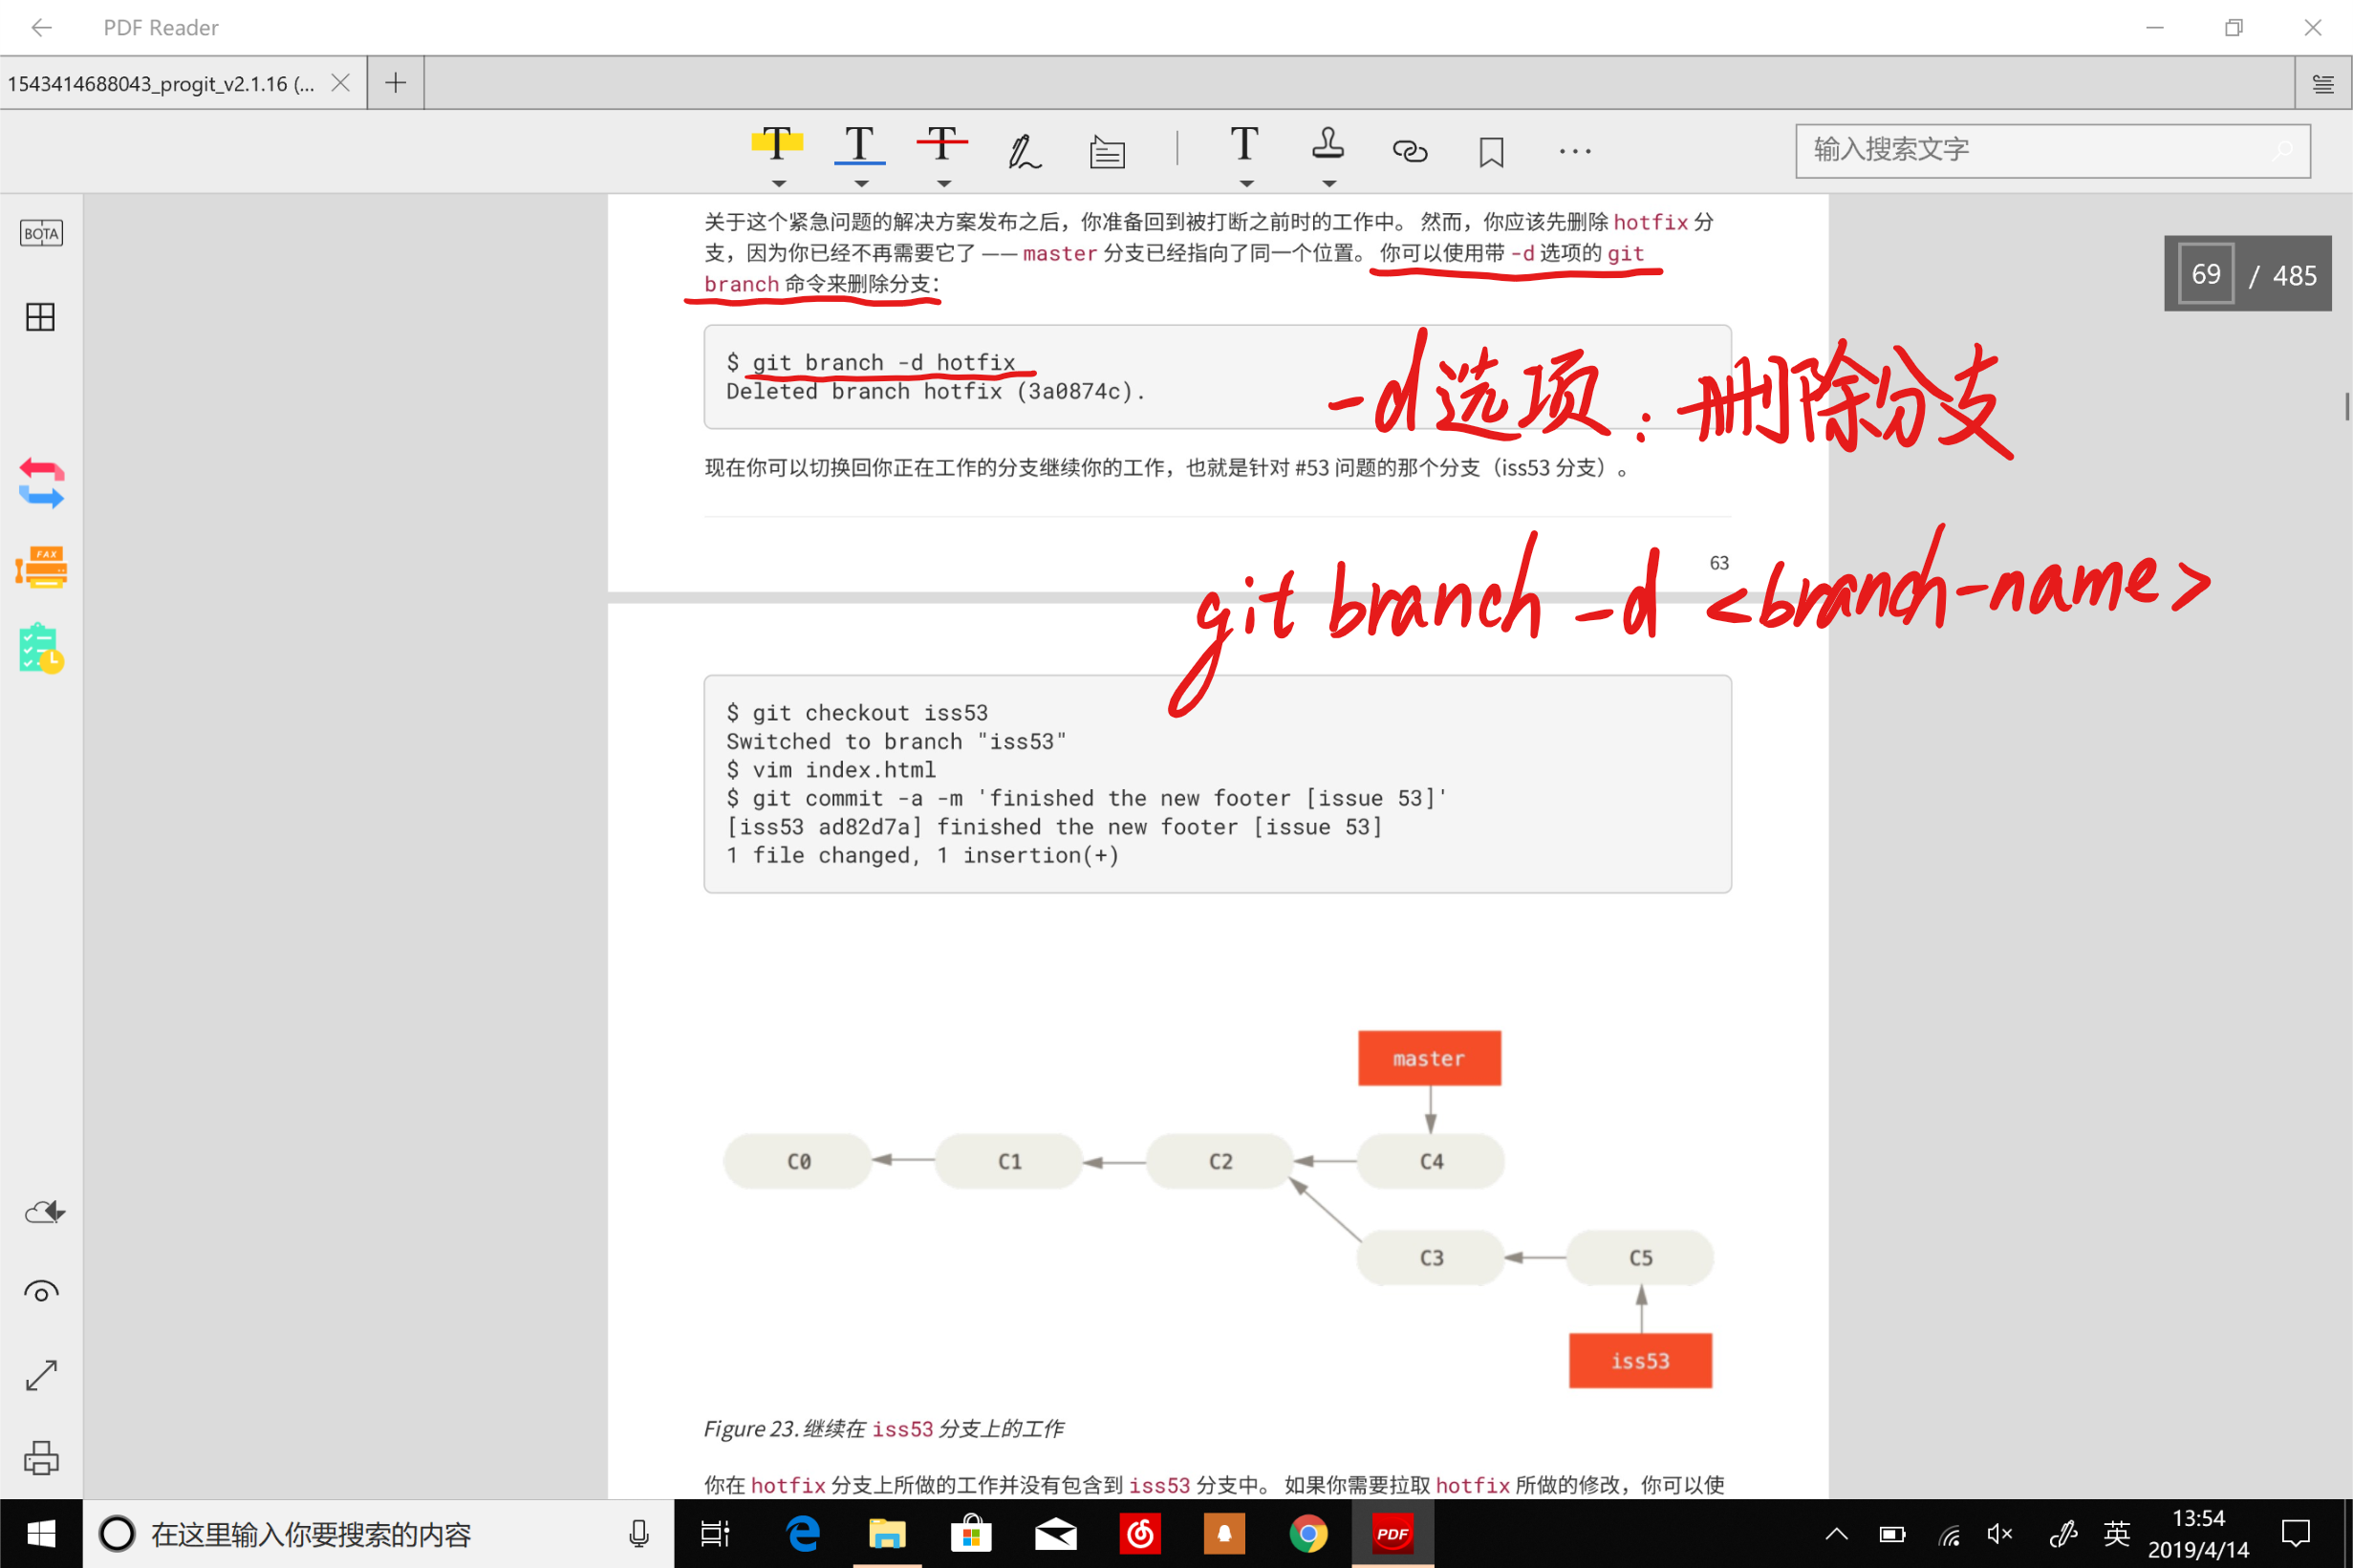 PDF Reader
1543414688043_progit_v2.1.16 (...
输入搜索文字
BOTA
69 / 485
关于这个紧急问题的解决方案发布之后，你准备回到被打断之前时的工作中。 然而，你应该先删除 hotfix 分
支，因为你已经不再需要它了 —— master 分支已经指向了同一个位置。 你可以使用带 -d 选项的 git
branch 命令来删除分支：
$ git branch -d hotfix
Deleted branch hotfix (3a0874c).
-d选项：删除分支
现在你可以切换回你正在工作的分支继续你的工作，也就是针对 #53 问题的那个分支（iss53 分支）。
63
git branch -d <branch-name>
$ git checkout iss53
Switched to branch "iss53"
$ vim index.html
$ git commit -a -m 'finished the new footer [issue 53]'
[iss53 ad82d7a] finished the new footer [issue 53]
1 file changed, 1 insertion(+)
master
C0 C1 C2 C4
C3 C5
iss53
Figure 23. 继续在 iss53 分支上的工作
你在 hotfix 分支上所做的工作并没有包含到 iss53 分支中。 如果你需要拉取 hotfix 所做的修改，你可以使
FAX
在这里输入你要搜索的内容
PDF
英
13:54
2019/4/14